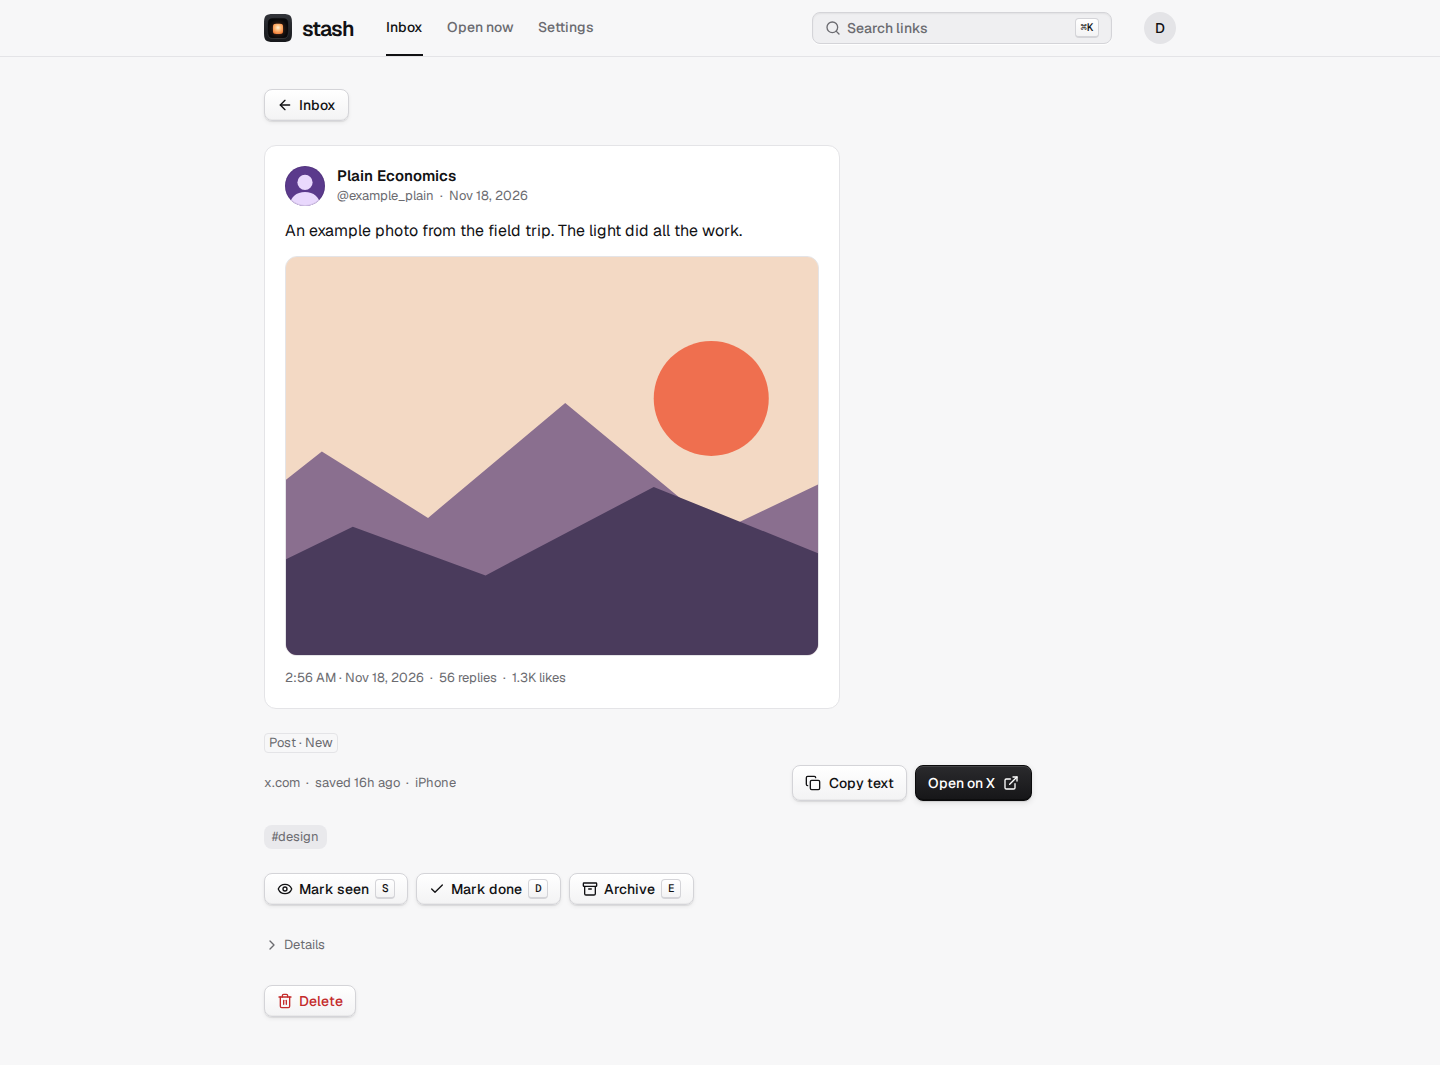 stash
Inbox
Open now
Settings
Search links
⌘K
D
Inbox
Plain Economics
@example_plain · Nov 18, 2026
An example photo from the field trip. The light did all the work.
2:56 AM · Nov 18, 2026 · 56 replies · 1.3K likes
Post · New
x.com · saved 16h ago · iPhone
Copy text
Open on X
#design
Mark seen S
Mark done D
Archive E
Details
Delete